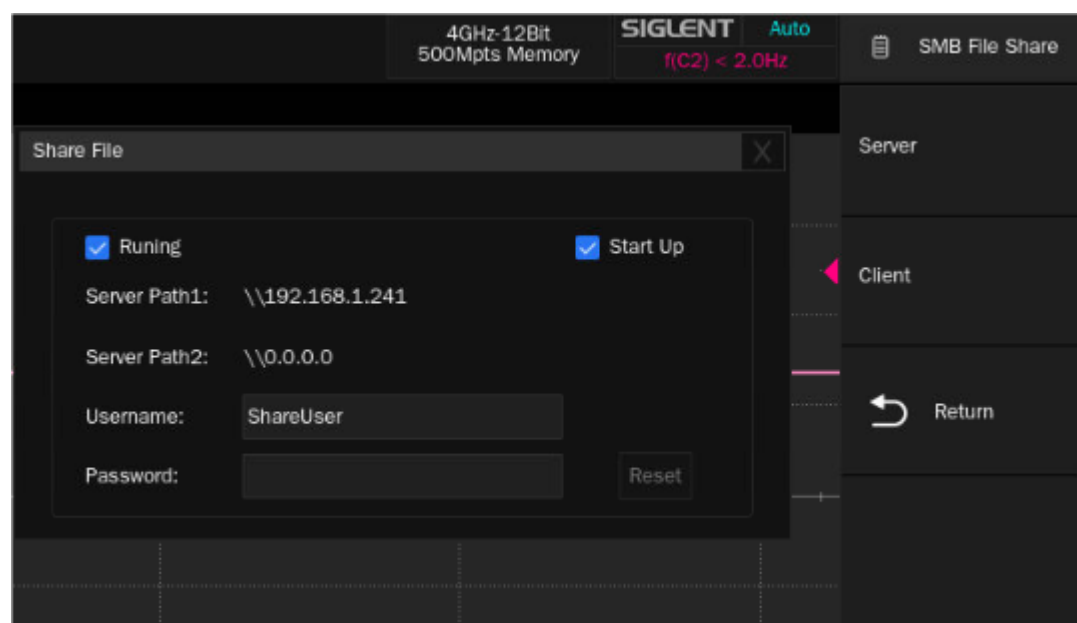 4GHz-12Bit
500Mpts Memory
SIGLENT Auto
f(C2) < 2.0Hz
SMB File Share
Share File X
Server
Runing Start Up
Server Path1: \\192.168.1.241
Client
Server Path2: \\0.0.0.0
Username: ShareUser
Return
Password: Reset